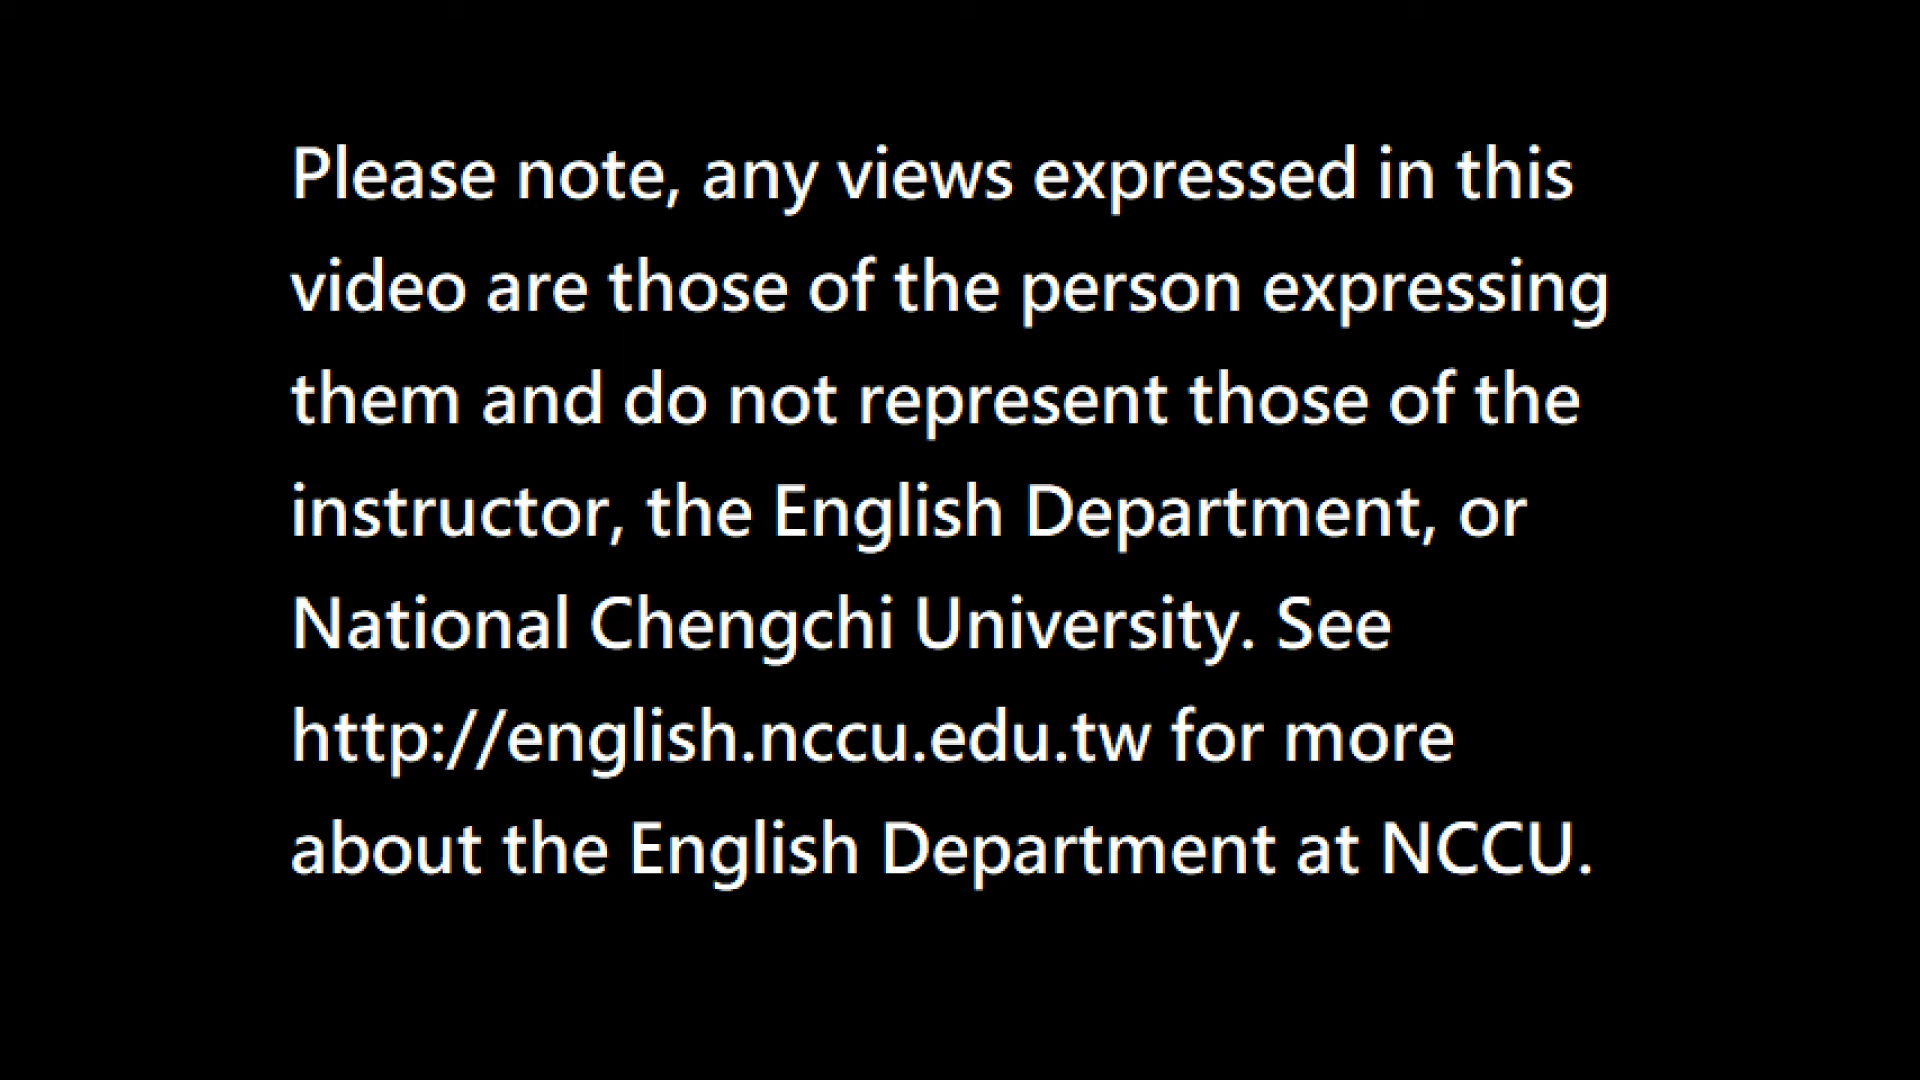 Please note, any views expressed in this
video are those of the person expressing
them and do not represent those of the
instructor, the English Department, or
National Chengchi University. See
http://english.nccu.edu.tw for more
about the English Department at NCCU.